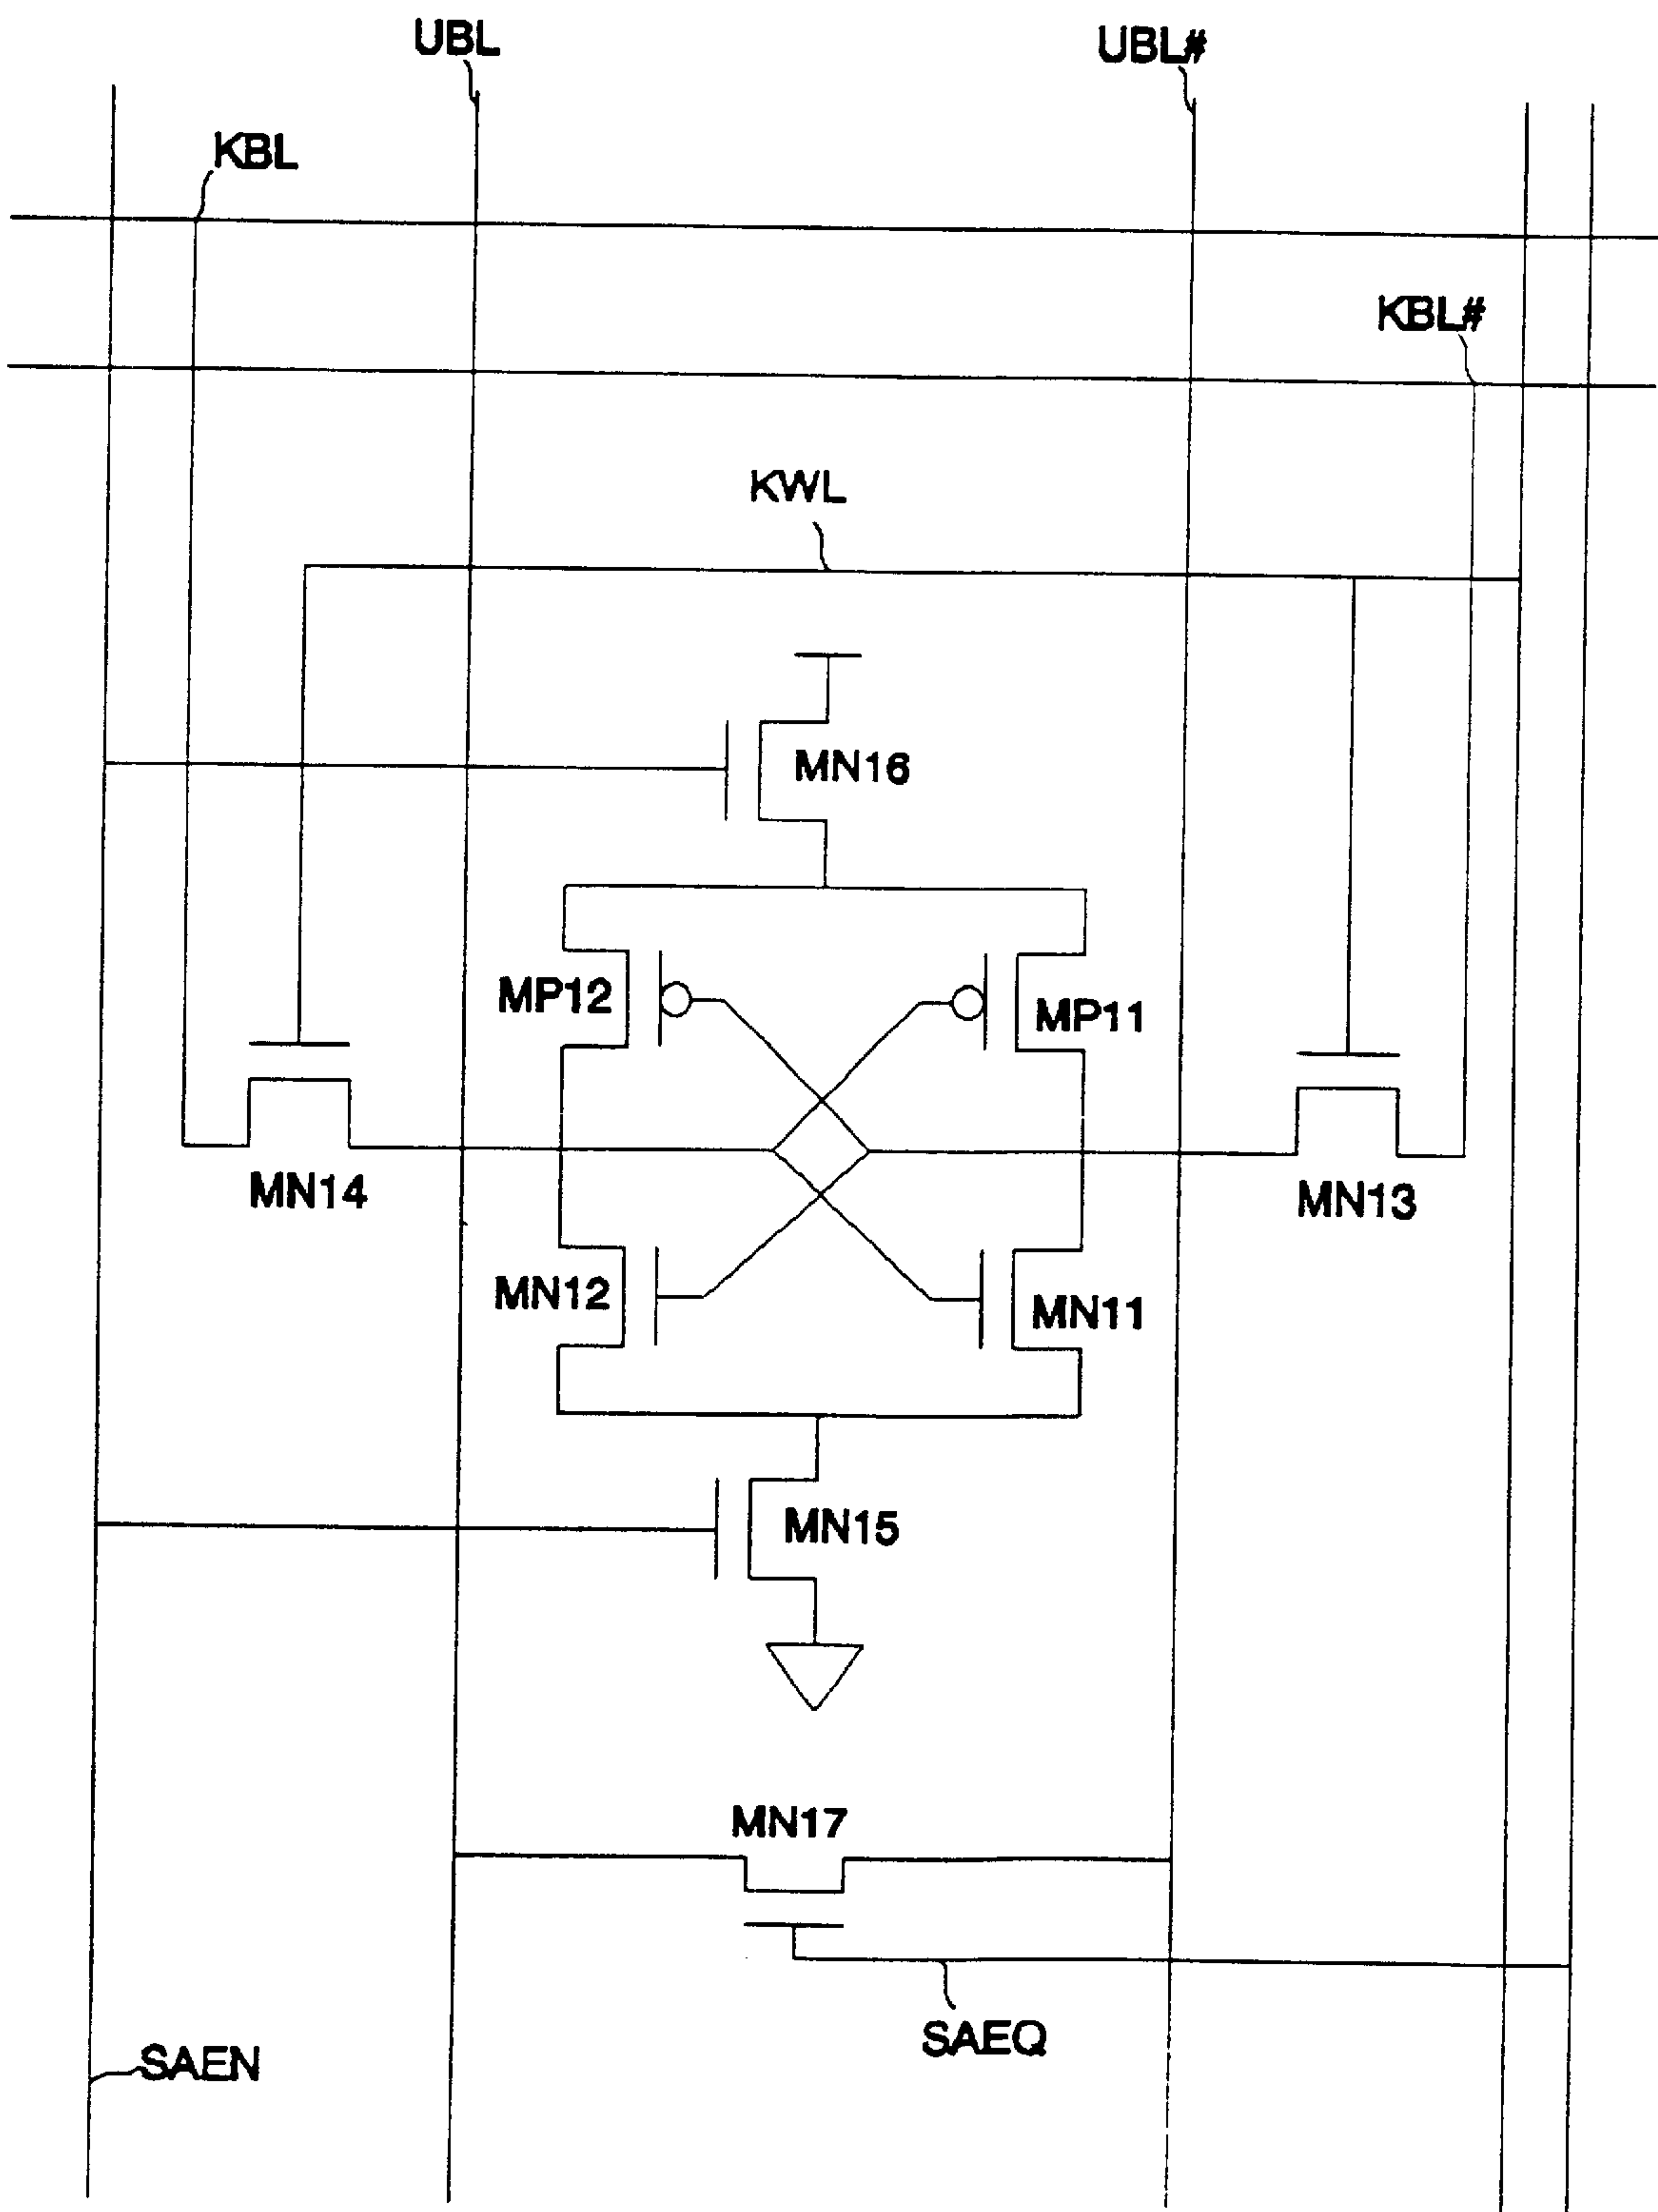 UBL
UBL#
KBL
KBL#
KWL
MN16
MP12
MP11
MN14
MN13
MN12
MN11
MN15
MN17
SAEQ
SAEN